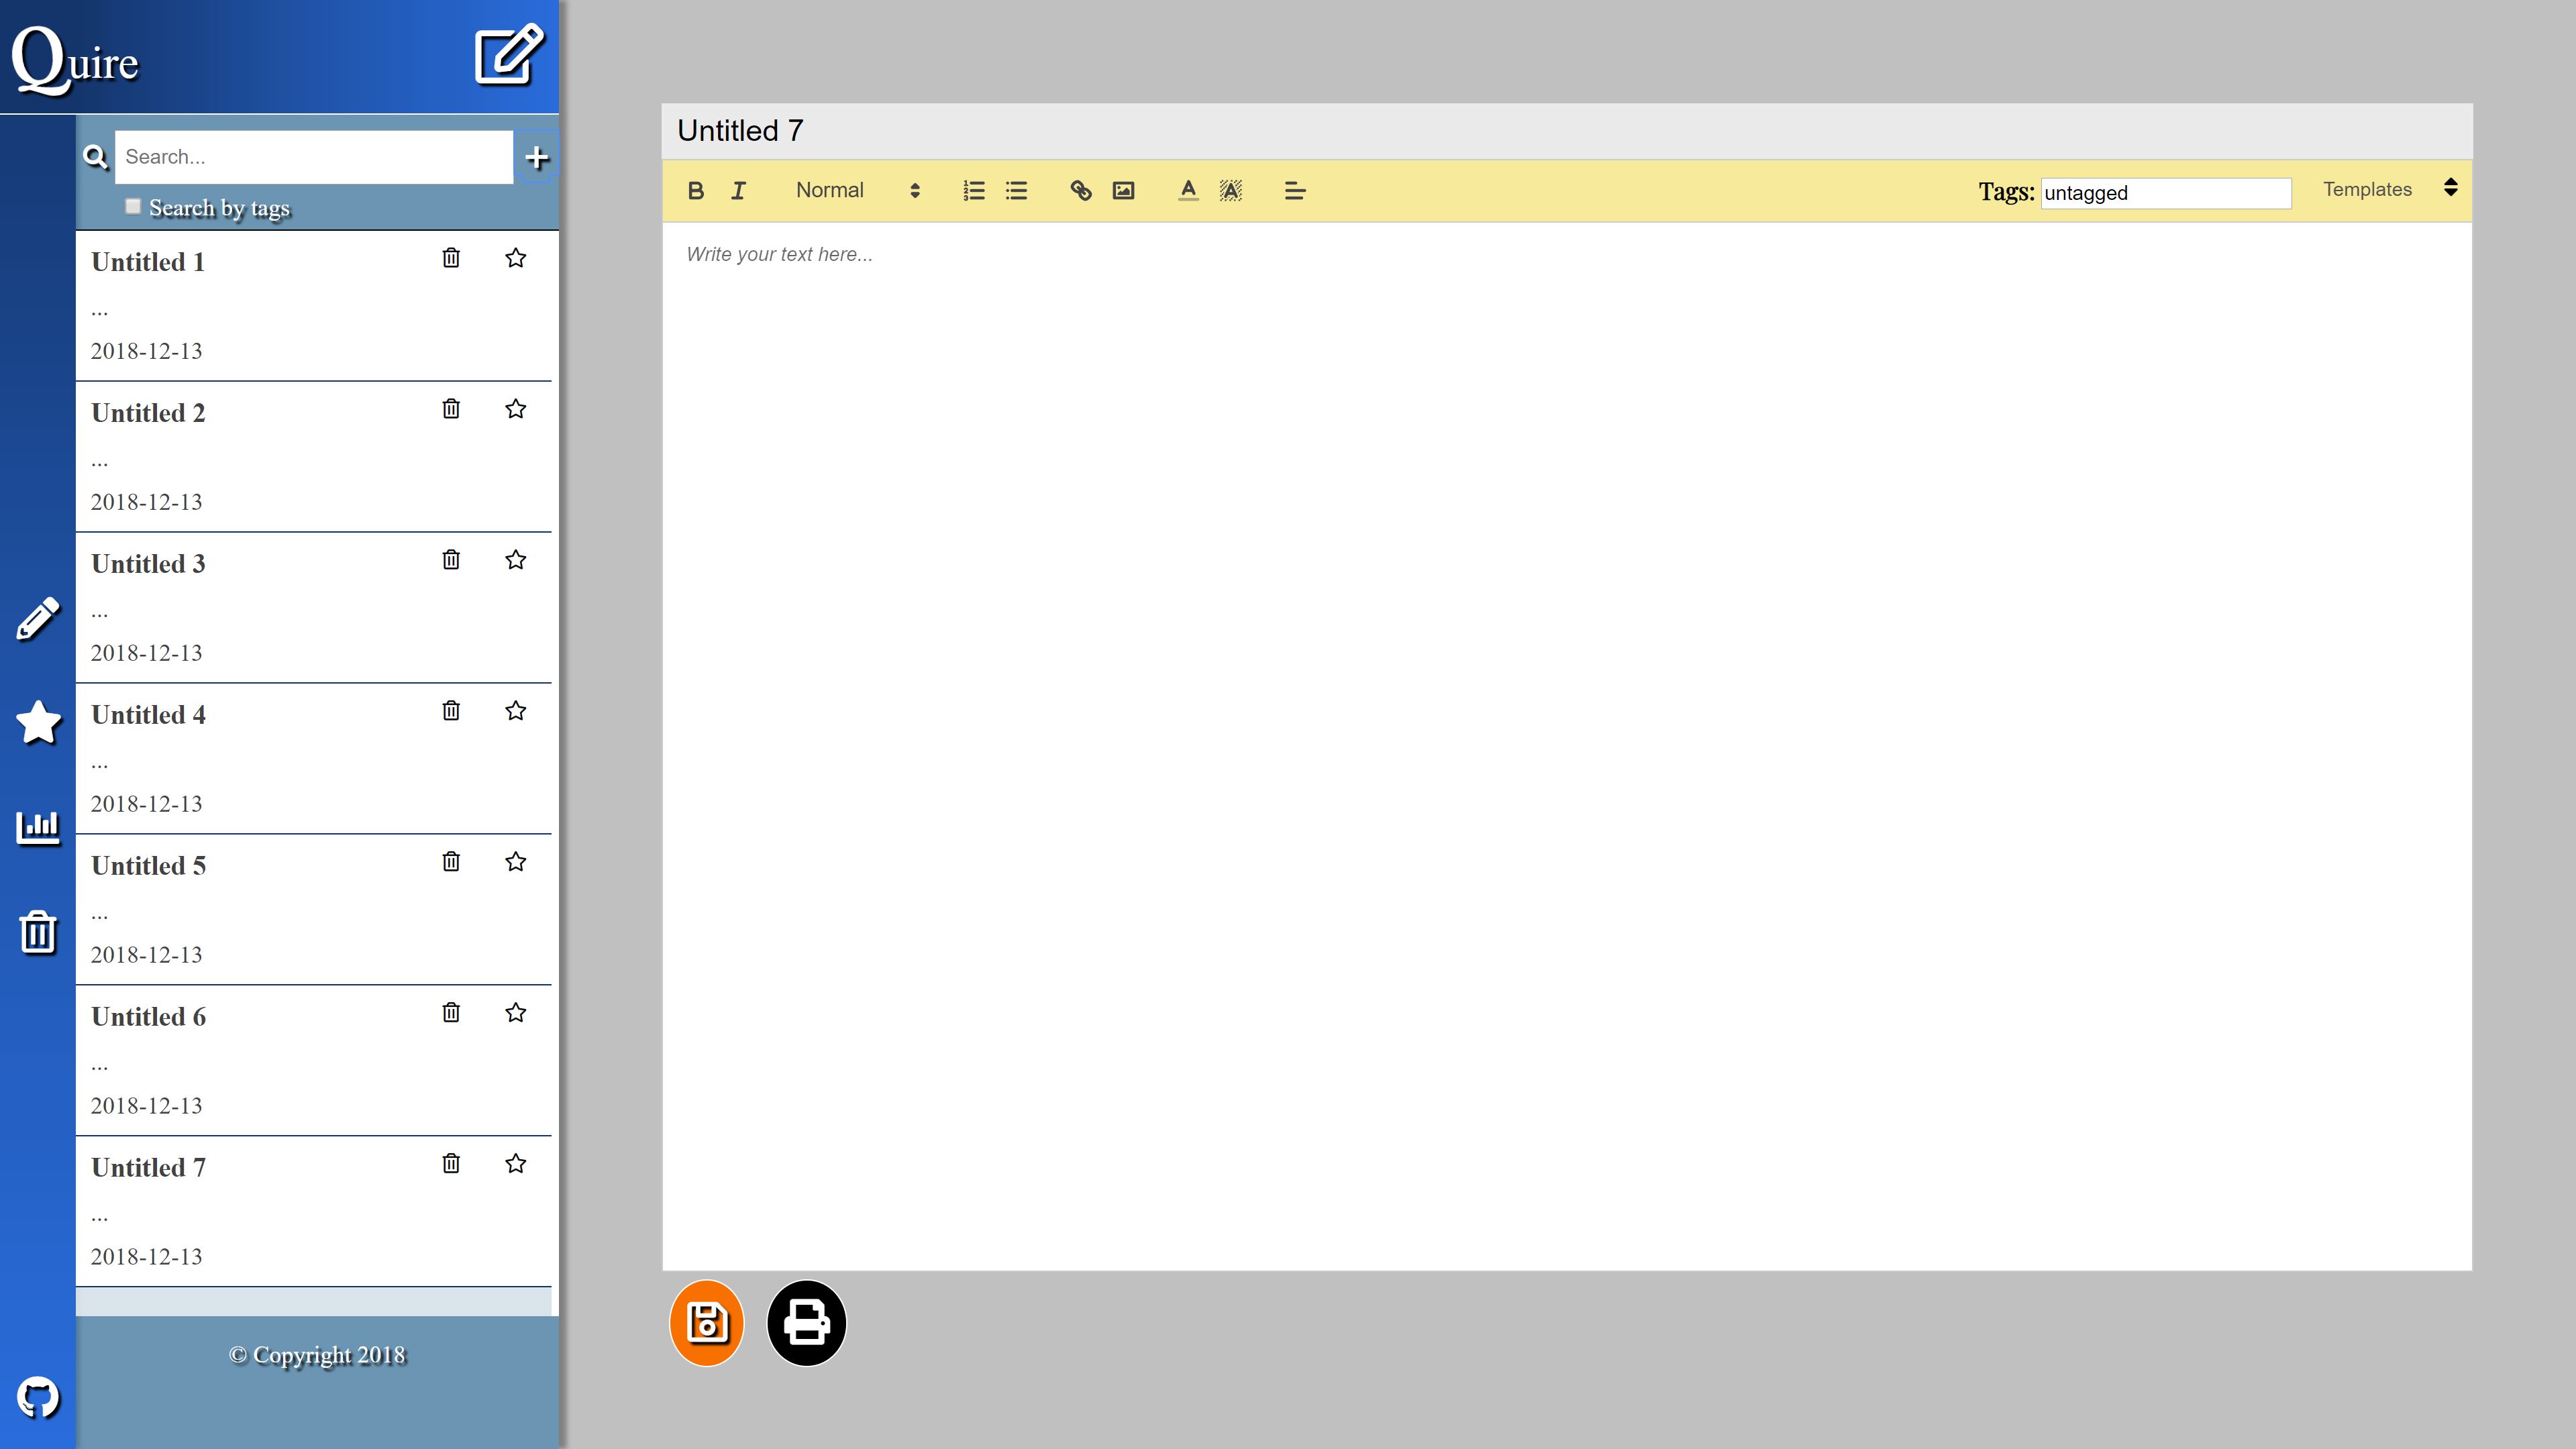 Quire
Search...
Search by tags
Untitled 1
...
2018-12-13
Untitled 2
...
2018-12-13
Untitled 3
...
2018-12-13
Untitled 4
...
2018-12-13
Untitled 5
...
2018-12-13
Untitled 6
...
2018-12-13
Untitled 7
...
2018-12-13
© Copyright 2018
Untitled 7
B I Normal A A Tags: untagged Templates
Write your text here...